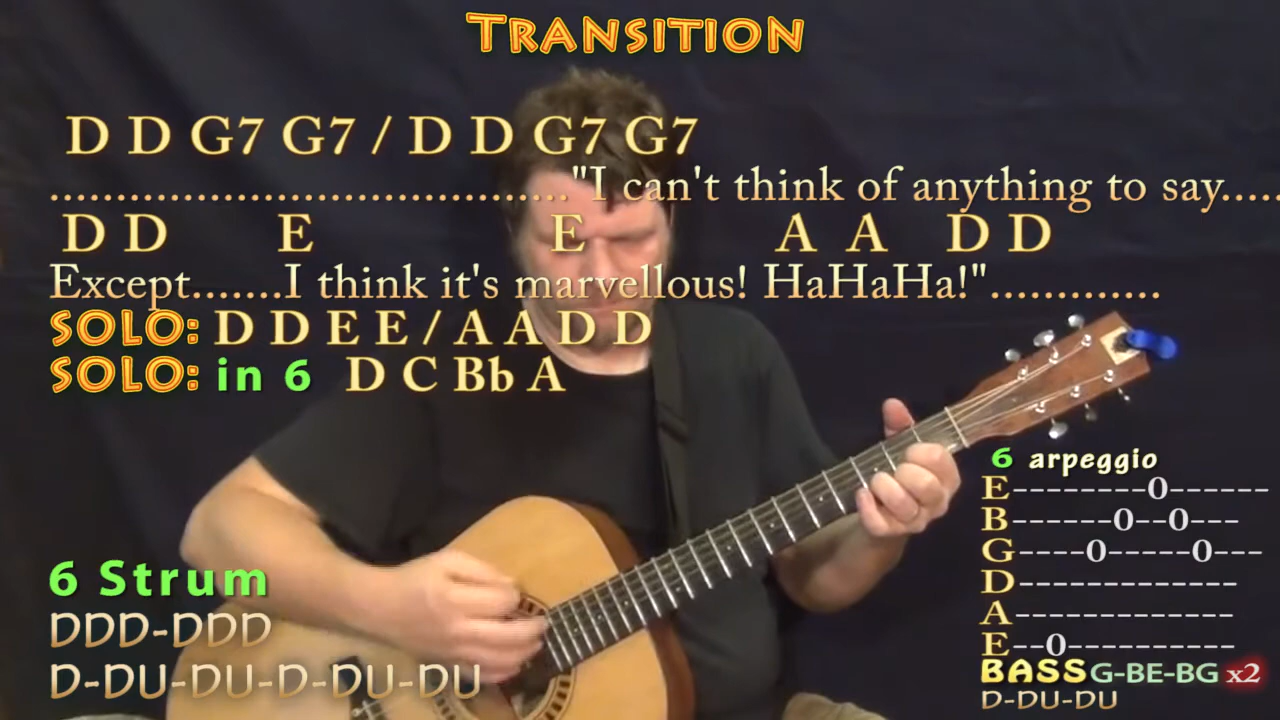 TRANSITION
D D G7 G7 / D D G7 G7
......................................."I can't think of anything to say.....
D D E E A A D D
Except.......I think it's marvellous! HaHaHa!".............
SOLO: D D E E / A A D D
SOLO: in 6 D C Bb A
6 arpeggio
E--------0------
B------0--0---
G----0-----0---
D-------------
A-------------
E--0----------
BASS G-BE-BG x2
D-DU-DU
6 Strum
DDD-DDD
D-DU-DU-D-DU-DU